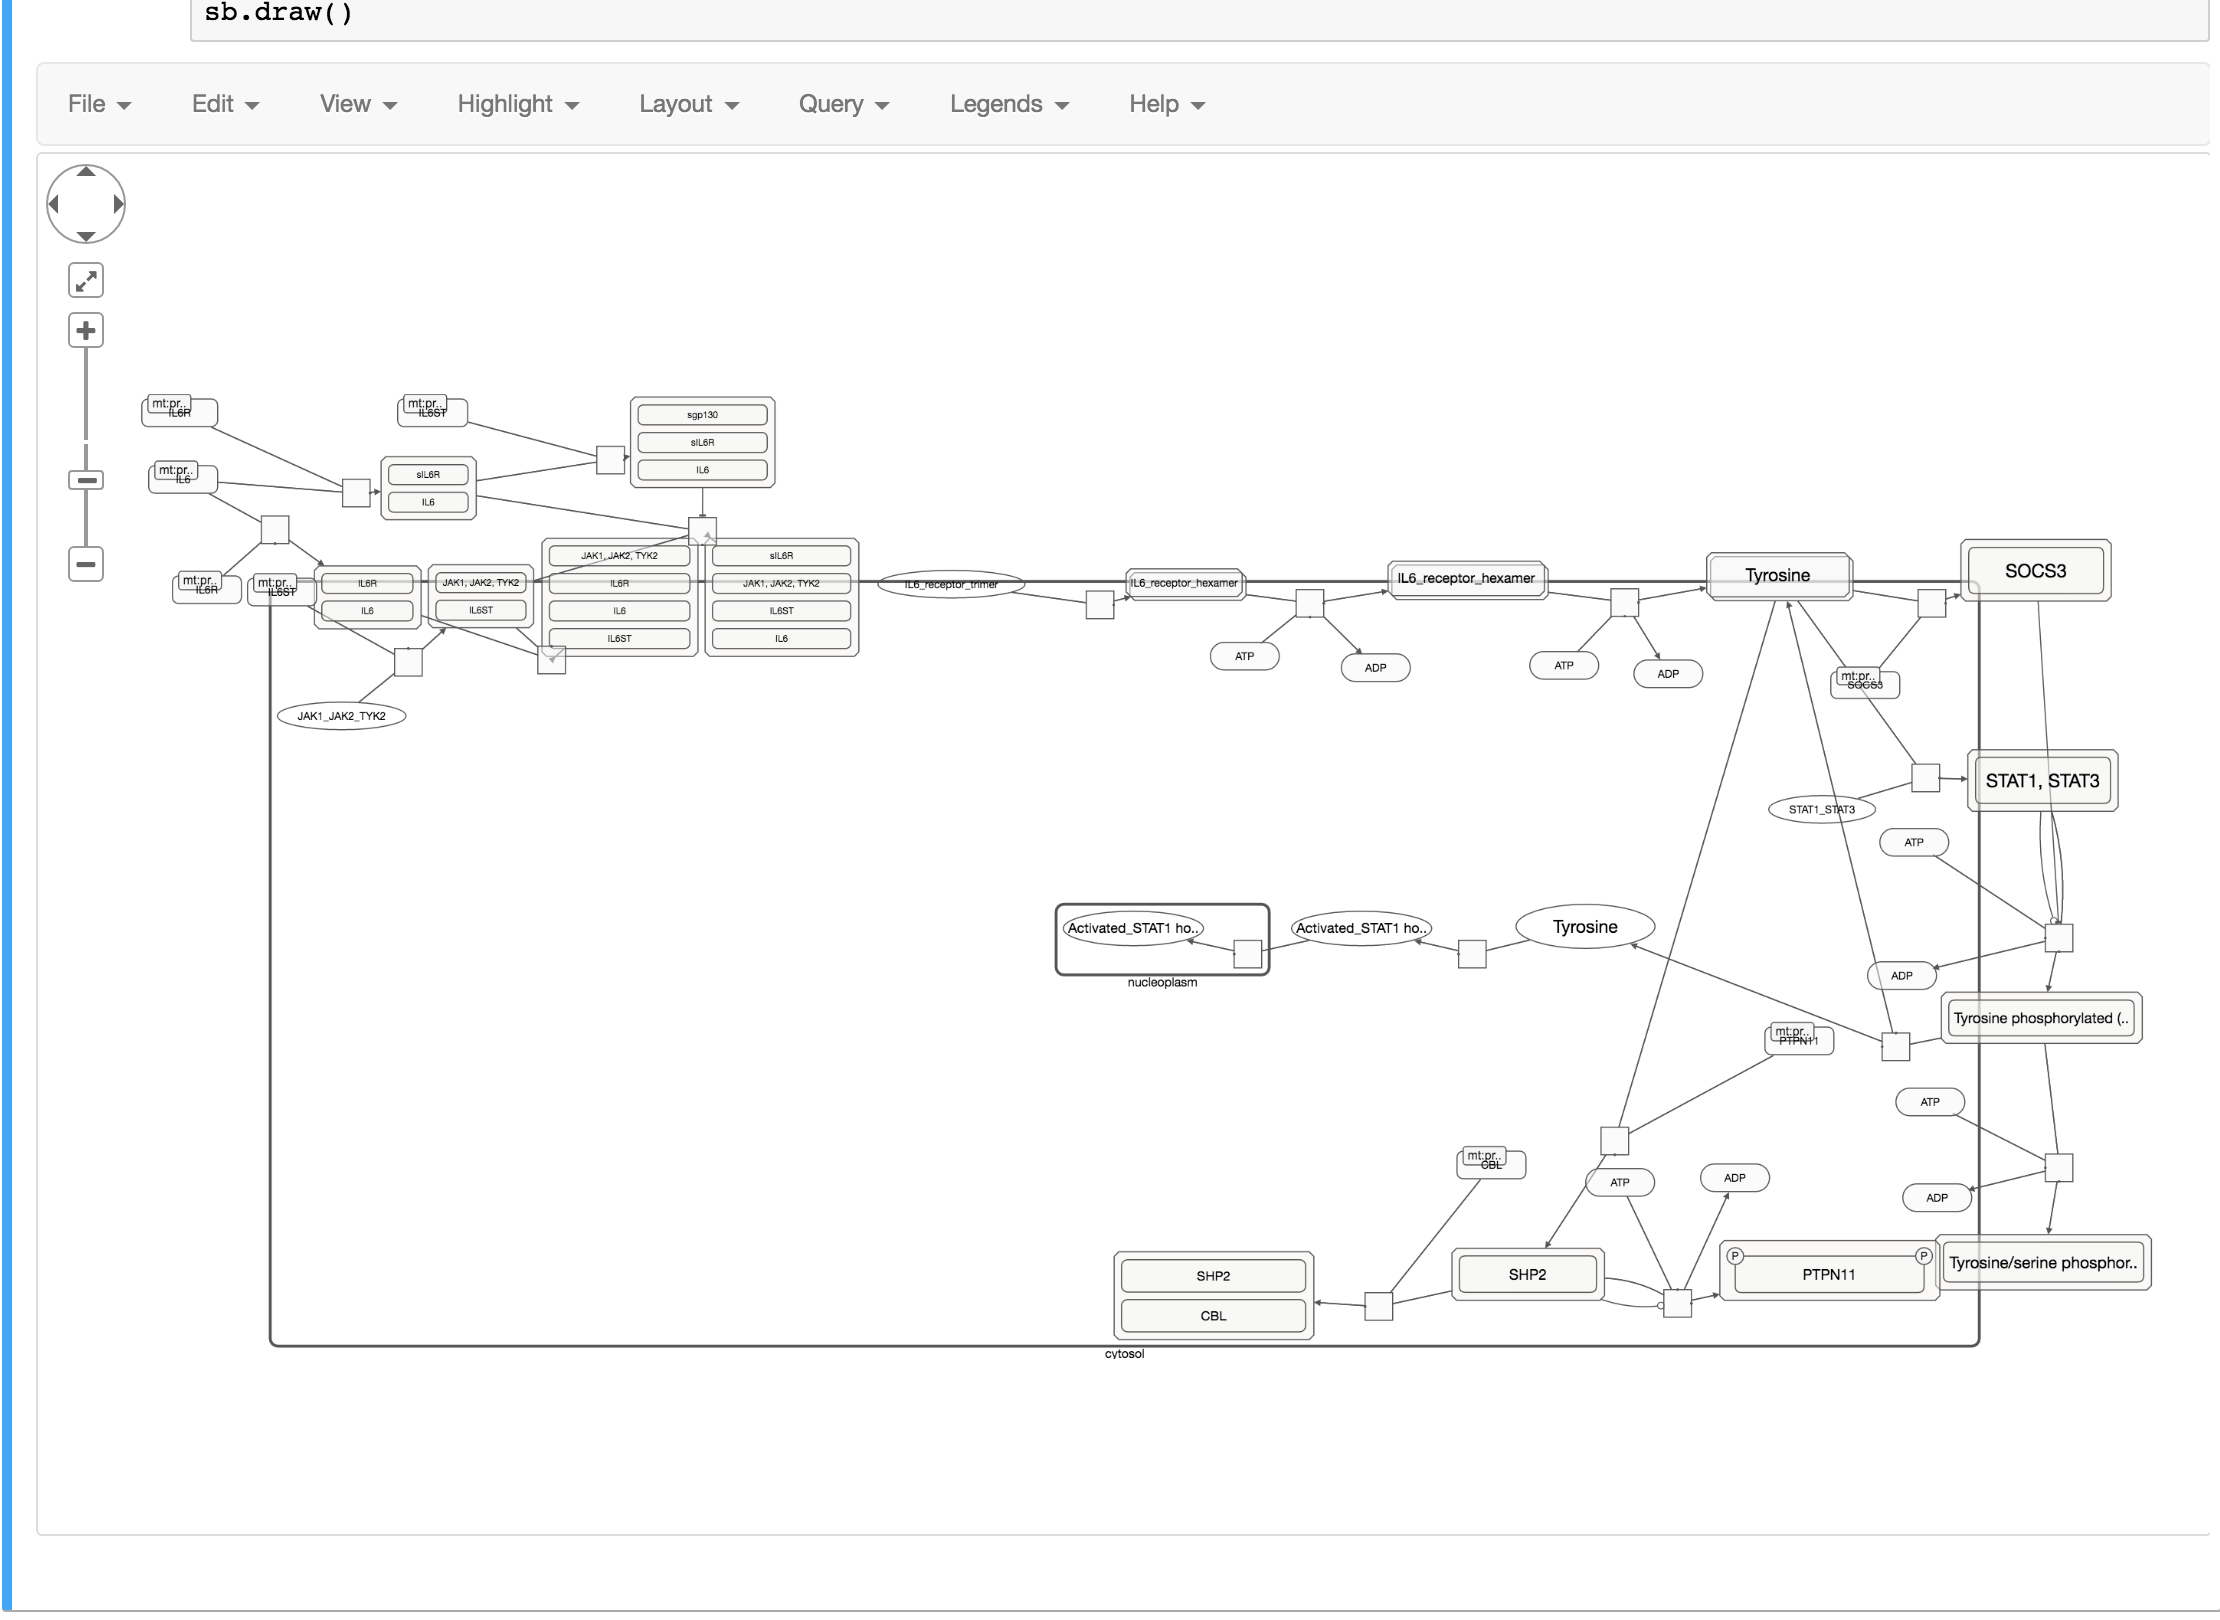 sb.draw()
File Edit View Highlight Layout Query Legends Help
mt:pr..
IL6R
mt:pr..
IL6ST
sgp130
sIL6R
IL6
mt:pr..
IL6
sIL6R
IL6
JAK1, JAK2, TYK2
IL6R
IL6
IL6ST
sIL6R
JAK1, JAK2, TYK2
IL6ST
IL6
mt:pr..
IL6R
mt:pr..
IL6ST
IL6R
IL6
JAK1, JAK2, TYK2
IL6ST
JAK1_JAK2_TYK2
IL6_receptor_trimer
IL6_receptor_hexamer
IL6_receptor_hexamer
Tyrosine
SOCS3
ATP
ADP
ATP
ADP
mt:pr..
SOCS3
STAT1, STAT3
STAT1_STAT3
ATP
Activated_STAT1 ho..
Activated_STAT1 ho..
Tyrosine
nucleoplasm
ADP
Tyrosine phosphorylated (..
mt:pr..
PTPN11
ATP
mt:pr..
CBL
ATP
ADP
ADP
SHP2
CBL
SHP2
P
P
PTPN11
Tyrosine/serine phosphor..
cytosol